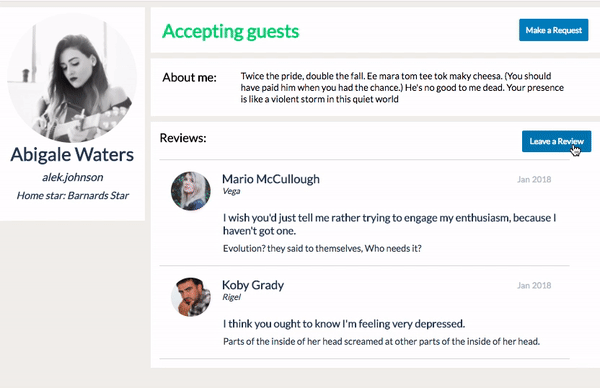 Abigale Waters
alek.johnson
Home star: Barnards Star
Accepting guests
Make a Request
About me:
Twice the pride, double the fall. Ee mara tom tee tok maky cheesa. (You should
have paid him when you had the chance.) He's no good to me dead. Your presence
is like a violent storm in this quiet world
Reviews:
Leave a Review
Mario McCullough
Jan 2018
Vega
I wish you'd just tell me rather trying to engage my enthusiasm, because I
haven't got one.
Evolution? they said to themselves, Who needs it?
Koby Grady
Jan 2018
Rigel
I think you ought to know I'm feeling very depressed.
Parts of the inside of her head screamed at other parts of the inside of her head.